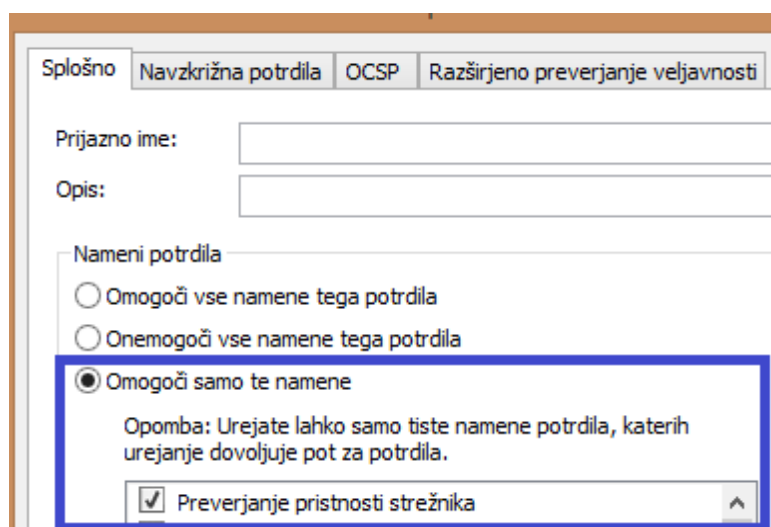 Splošno Navzkrižna potrdila OCSP Razširjeno preverjanje veljavnosti
Prijazno ime:
Opis:
Nameni potrdila
Omogoči vse namene tega potrdila
Onemogoči vse namene tega potrdila
Omogoči samo te namene
Opomba: Urejate lahko samo tiste namene potrdila, katerih
urejanje dovoljuje pot za potrdila.
Preverjanje pristnosti strežnika